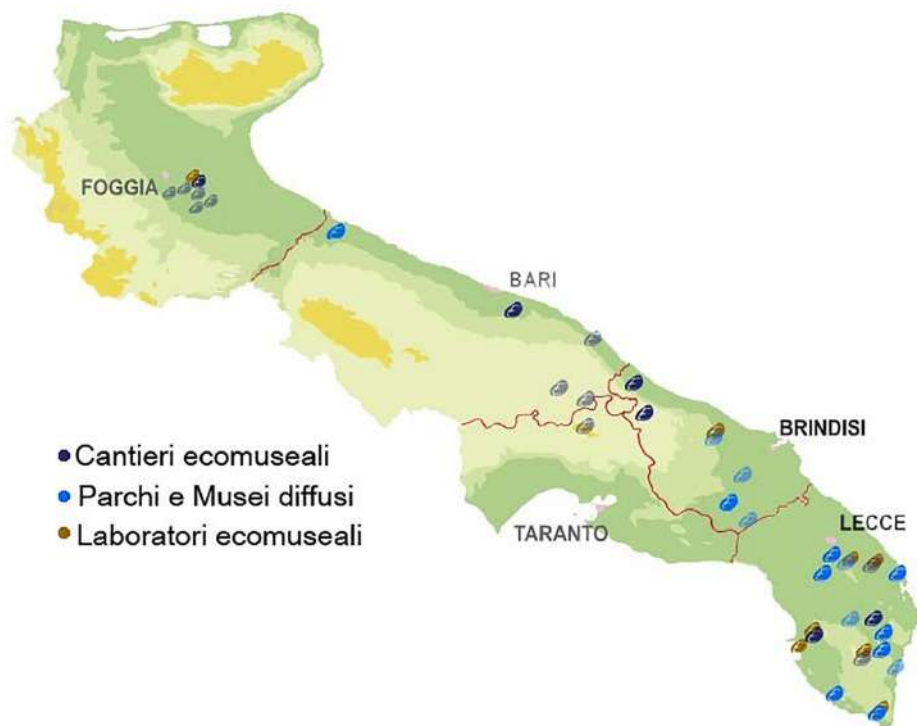 FOGGIA
BARI
BRINDISI
TARANTO
LECCE
Cantieri ecomuseali
Parchi e Musei diffusi
Laboratori ecomuseali